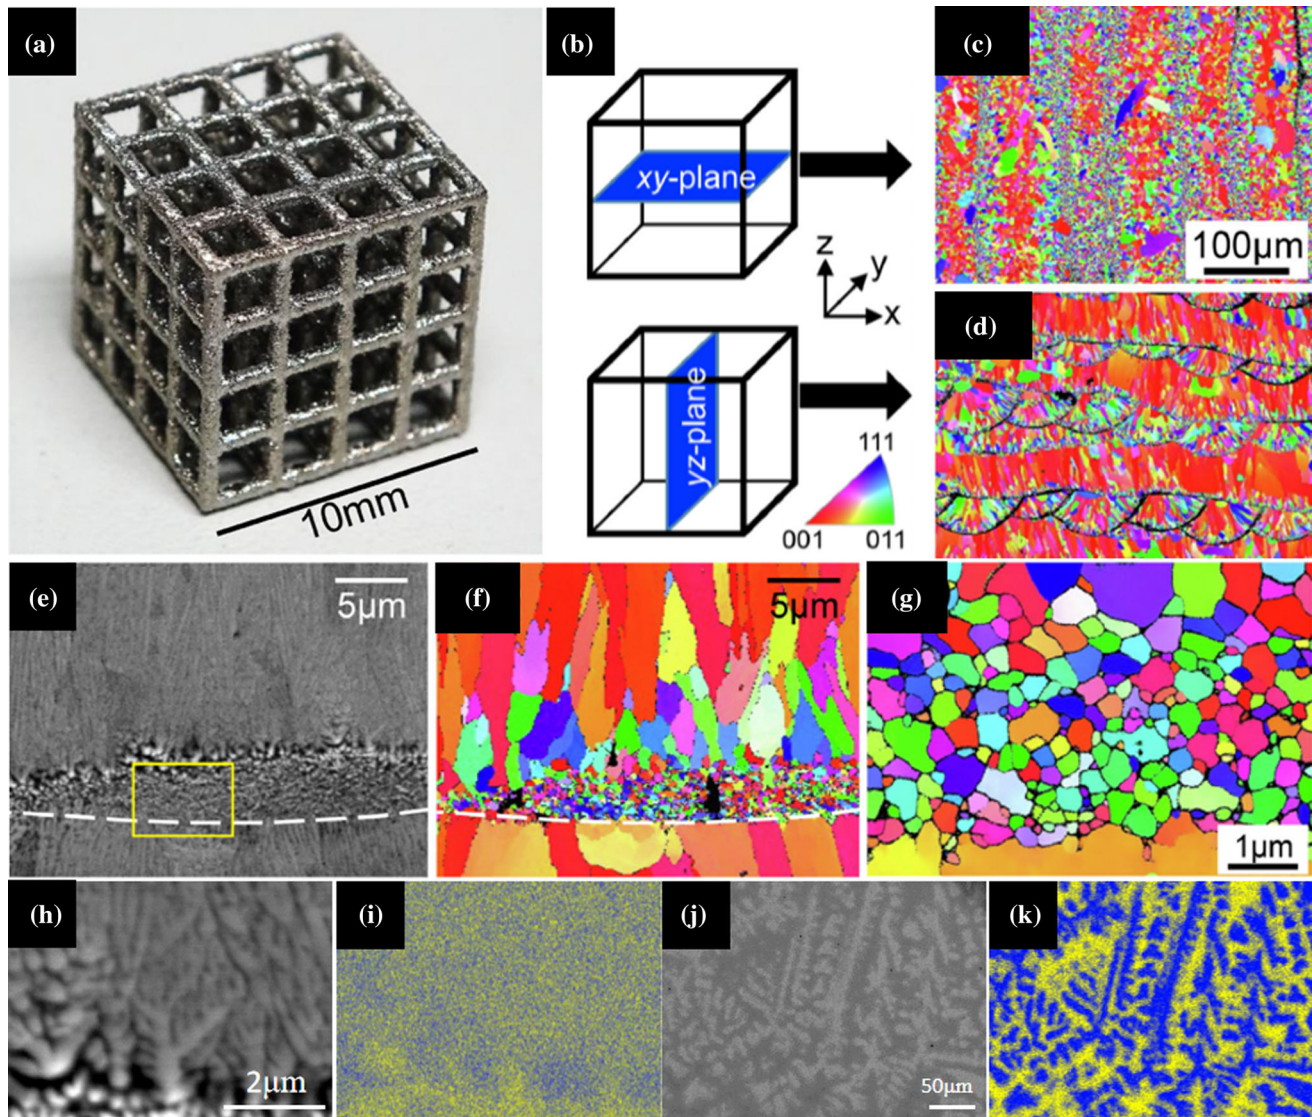 (a)
10mm
(b)
xy-plane
z
y
x
yz-plane
111
001
011
(c)
100μm
(d)
(e)
5μm
(f)
5μm
(g)
1μm
(h)
2μm
(i)
(j)
50μm
(k)